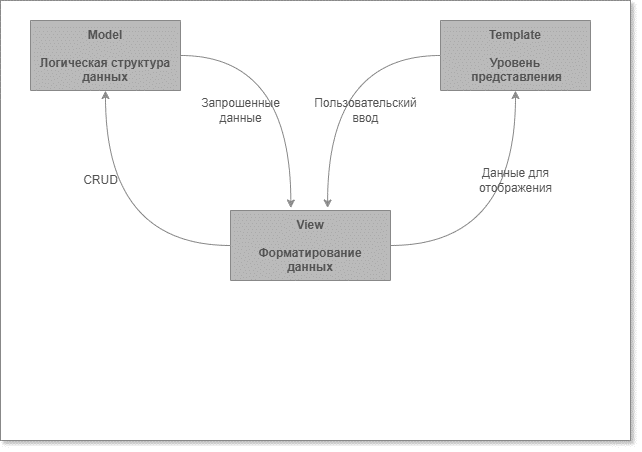 Model
Логическая структура
данных
Template
Уровень
представления
Запрошенные
данные
Пользовательский
ввод
CRUD
Данные для
отображения
View
Форматирование
данных